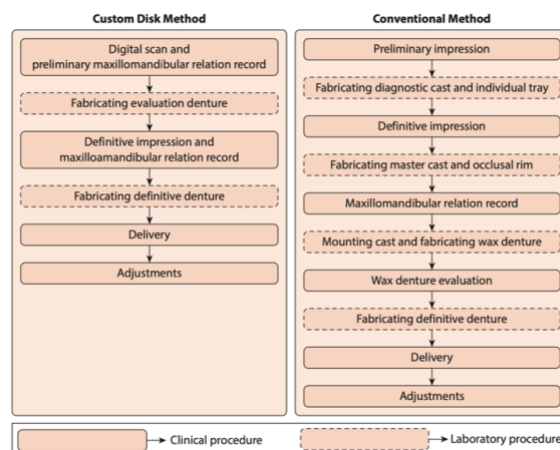 Custom Disk Method
Digital scan and
preliminary maxillomandibular relation record
Fabricating evaluation denture
Definitive impression and
maxilloamandibular relation record
Fabricating definitive denture
Delivery
Adjustments
Conventional Method
Preliminary impression
Fabricating diagnostic cast and individual tray
Definitive impression
Fabricating master cast and occlusal rim
Maxillomandibular relation record
Mounting cast and fabricating wax denture
Wax denture evaluation
Fabricating definitive denture
Delivery
Adjustments
Clinical procedure
Laboratory procedure